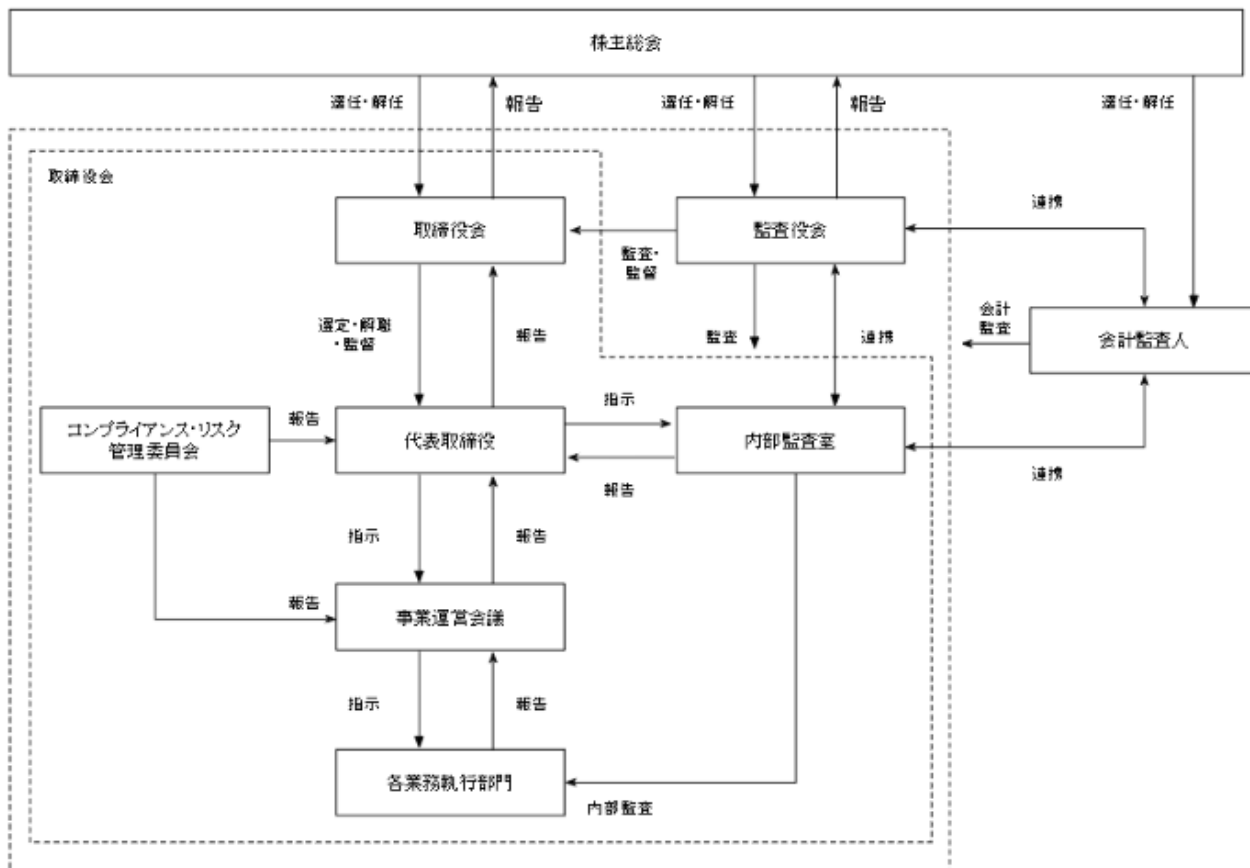 株主総会
選任・解任
報告
選任・解任
報告
選任・解任
取締役会
取締役会
監査役会
連携
監査・
監督
選定・解職
・監督
報告
監査
連携
会計
監査
会計監査人
コンプライアンス・リスク
管理委員会
報告
代表取締役
指示
報告
内部監査室
連携
指示
報告
報告
事業運営会議
指示
報告
各業務執行部門
内部監査